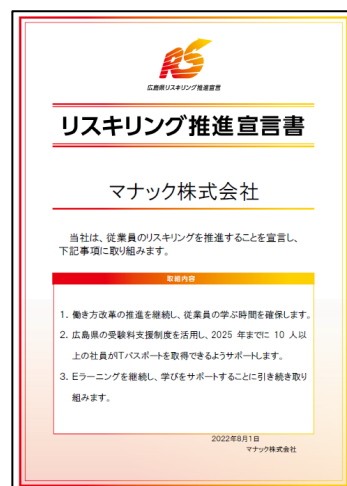 RS
広島県リスキリング推進宣言
リスキリング推進宣言書
マナック株式会社
当社は、従業員のリスキリングを推進することを宣言し、
下記事項に取り組みます。
取組内容
1. 働き方改革の推進を継続し、従業員の学ぶ時間を確保します。
2. 広島県の受験料支援制度を活用し、2025 年までに 10 人以
上の社員がITパスポートを取得できるようサポートします。
3. Eラーニングを継続し、学びをサポートすることに引き続き取り
組みます。
2022年8月1日
マナック株式会社